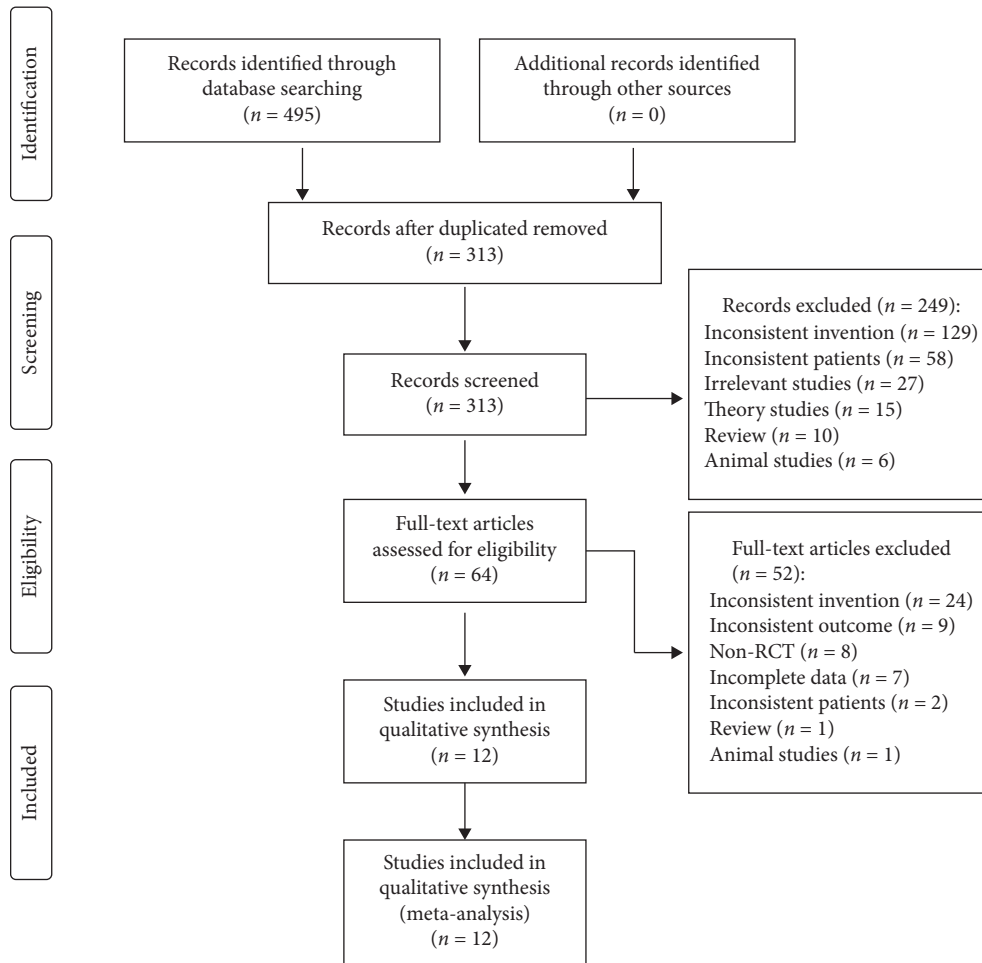 Identification
Records identified through
database searching
(n = 495)
Additional records identified
through other sources
(n = 0)
Records after duplicated removed
(n = 313)
Screening
Records screened
(n = 313)
Records excluded (n = 249):
Inconsistent invention (n = 129)
Inconsistent patients (n = 58)
Irrelevant studies (n = 27)
Theory studies (n = 15)
Review (n = 10)
Animal studies (n = 6)
Eligibility
Full-text articles
assessed for eligibility
(n = 64)
Full-text articles excluded
(n = 52):
Inconsistent invention (n = 24)
Inconsistent outcome (n = 9)
Non-RCT (n = 8)
Incomplete data (n = 7)
Inconsistent patients (n = 2)
Review (n = 1)
Animal studies (n = 1)
Included
Studies included in
qualitative synthesis
(n = 12)
Studies included in
qualitative synthesis
(meta-analysis)
(n = 12)